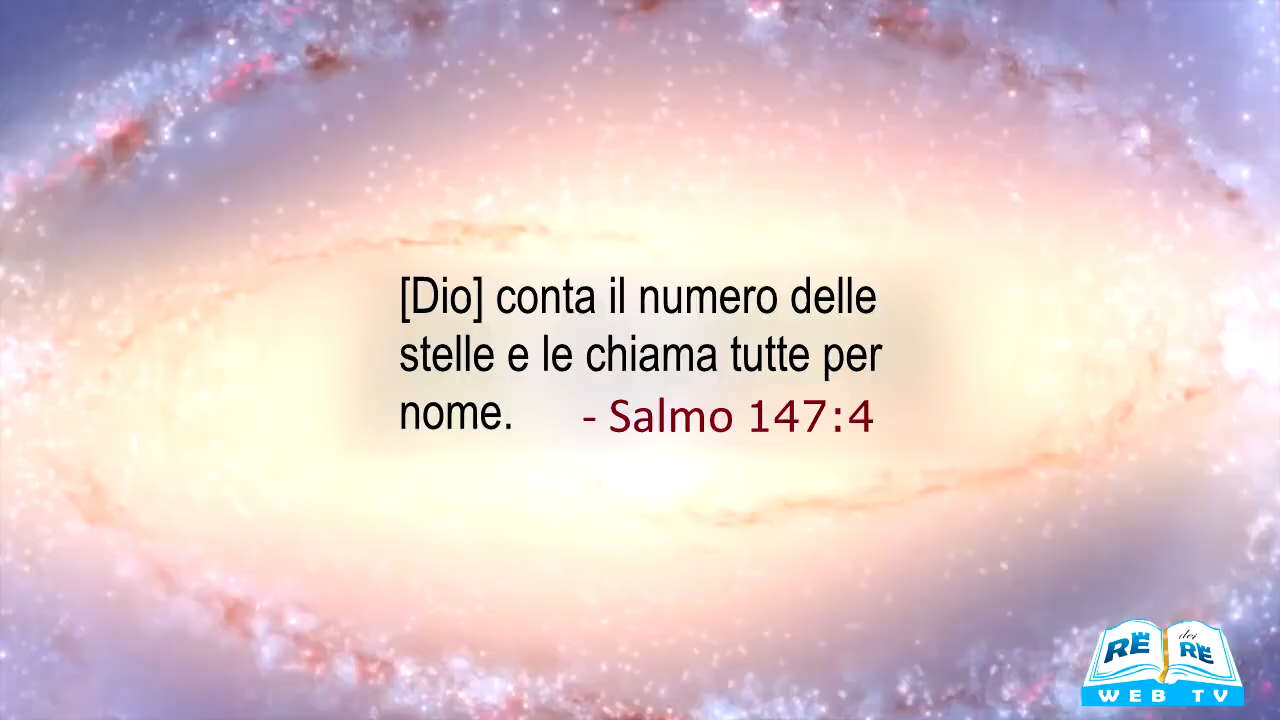 [Dio] conta il numero delle
stelle e le chiama tutte per
nome. - Salmo 147:4
RE dei RE
WEB TV